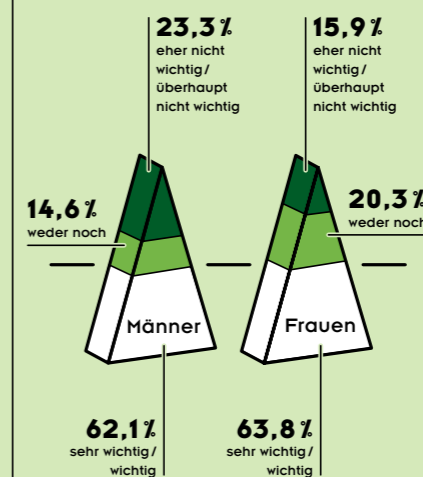 23,3 %
eher nicht
wichtig/
überhaupt
nicht wichtig
15,9 %
eher nicht
wichtig/
überhaupt
nicht wichtig
14,6 %
weder noch
20,3 %
weder noch
Männer
Frauen
62,1 %
sehr wichtig/
wichtig
63,8 %
sehr wichtig/
wichtig